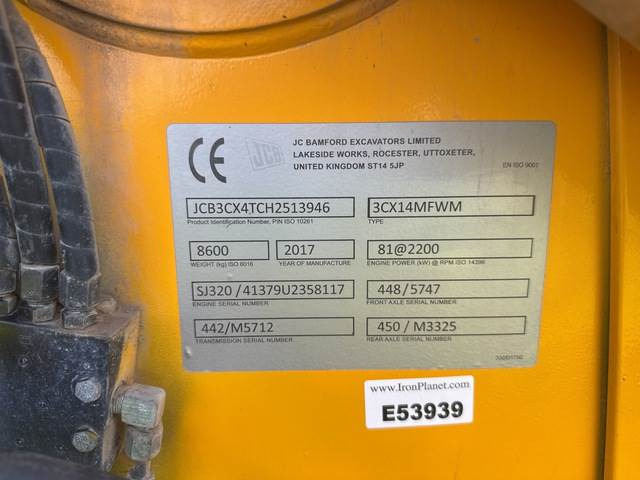 CE
JCB
JC BAMFORD EXCAVATORS LIMITED
LAKESIDE WORKS, ROCESTER, UTTOXETER,
UNITED KINGDOM ST14 5JP
EN ISO 9001
JCB3CX4TCH2513946
3CX14MFWM
Product Identification Number, PIN ISO 10261
TYPE
8600
2017
81@2200
WEIGHT (kg) ISO 6016
YEAR OF MANUFACTURE
ENGINE POWER (kW) @ RPM ISO 14396
SJ320 / 41379U2358117
448/5747
ENGINE SERIAL NUMBER
FRONT AXLE SERIAL NUMBER
442/M5712
450 / M3325
TRANSMISSION SERIAL NUMBER
REAR AXLE SERIAL NUMBER
www.IronPlanet.com
E53939